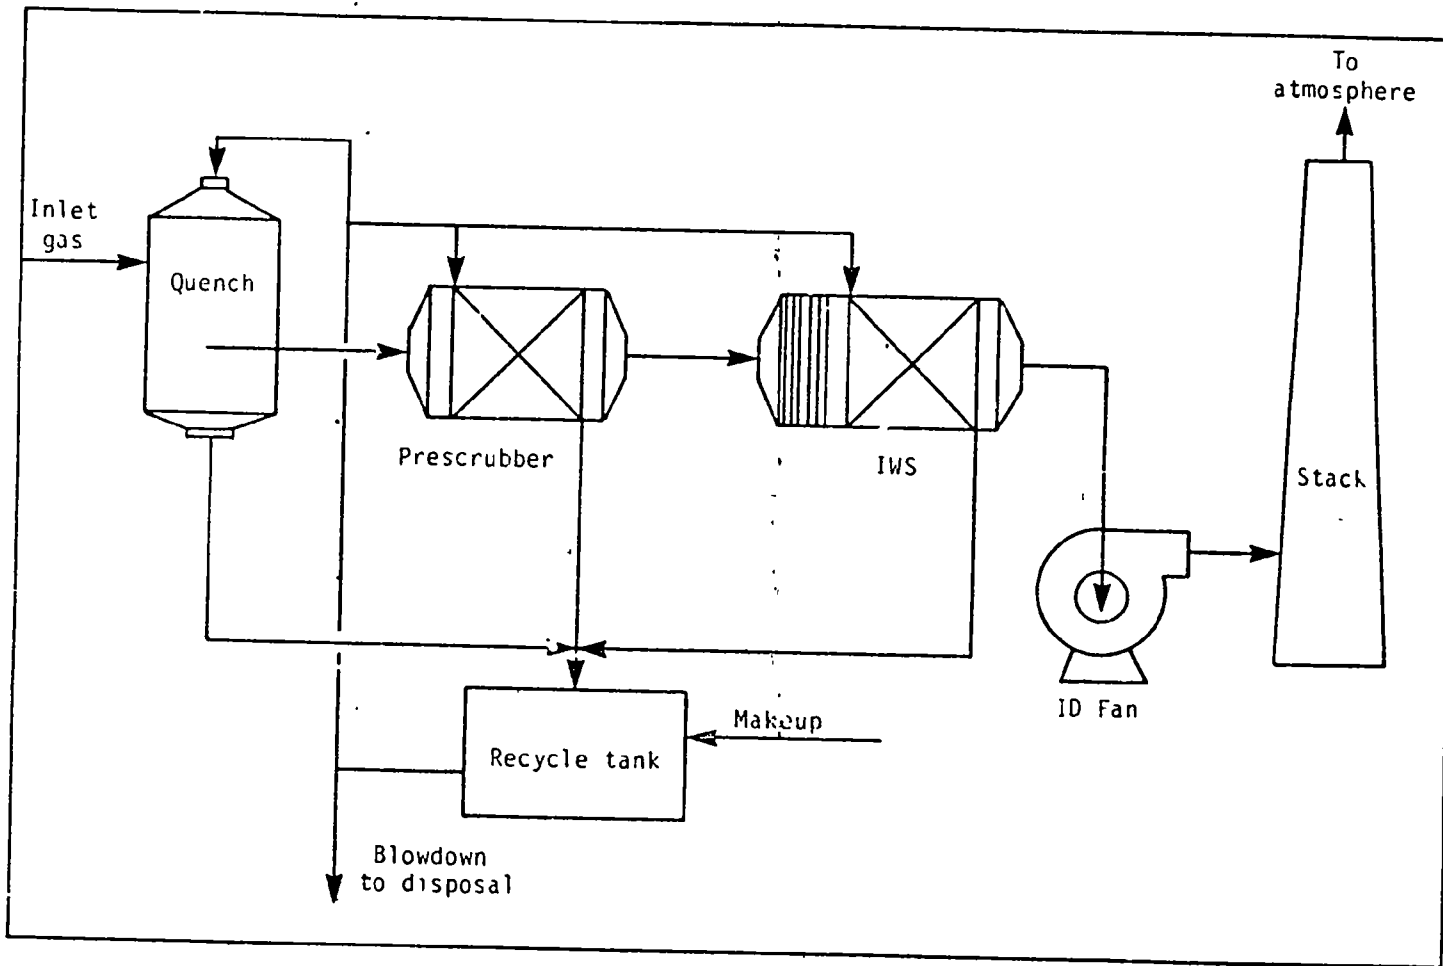 To
atmosphere
Inlet
gas
Quench
Prescrubber
IWS
Stack
ID Fan
Makeup
Recycle tank
Blowdown
to disposal